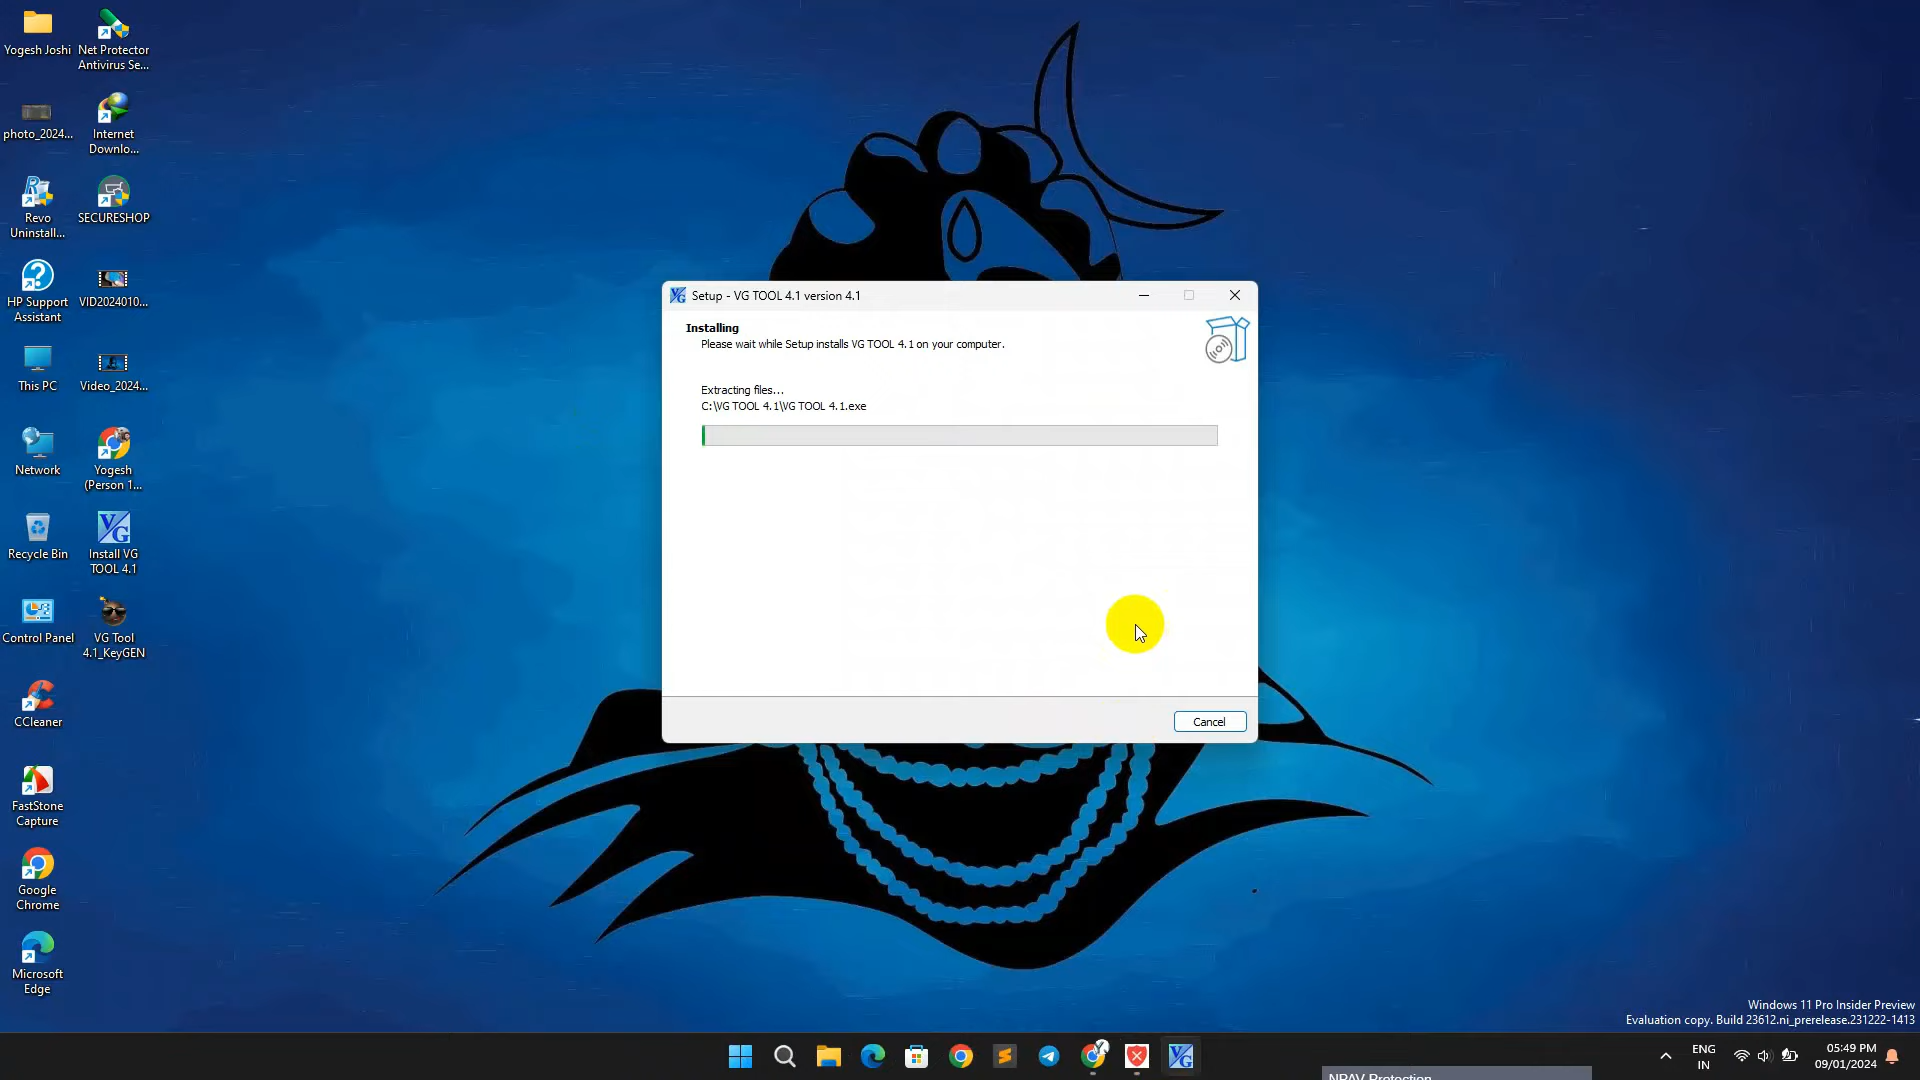 Yogesh Joshi
Net Protector
Antivirus Se...
photo_2024...
Internet
Downlo...
Revo
Uninstall...
SECURESHOP
HP Support
Assistant
VID2024010...
This PC
Video_2024...
Network
Yogesh
(Person 1...
Recycle Bin
Install VG
TOOL 4.1
Control Panel
VG Tool
4.1_KeyGEN
CCleaner
FastStone
Capture
Google
Chrome
Microsoft
Edge
Setup - VG TOOL 4.1 version 4.1
Installing
Please wait while Setup installs VG TOOL 4.1 on your computer.
Extracting files...
C:\VG TOOL 4.1\VG TOOL 4.1.exe
Cancel
Windows 11 Pro Insider Preview
Evaluation copy. Build 23612.ni_prerelease.231222-1413
ENG
IN
05:49 PM
09/01/2024
NPAV Protection